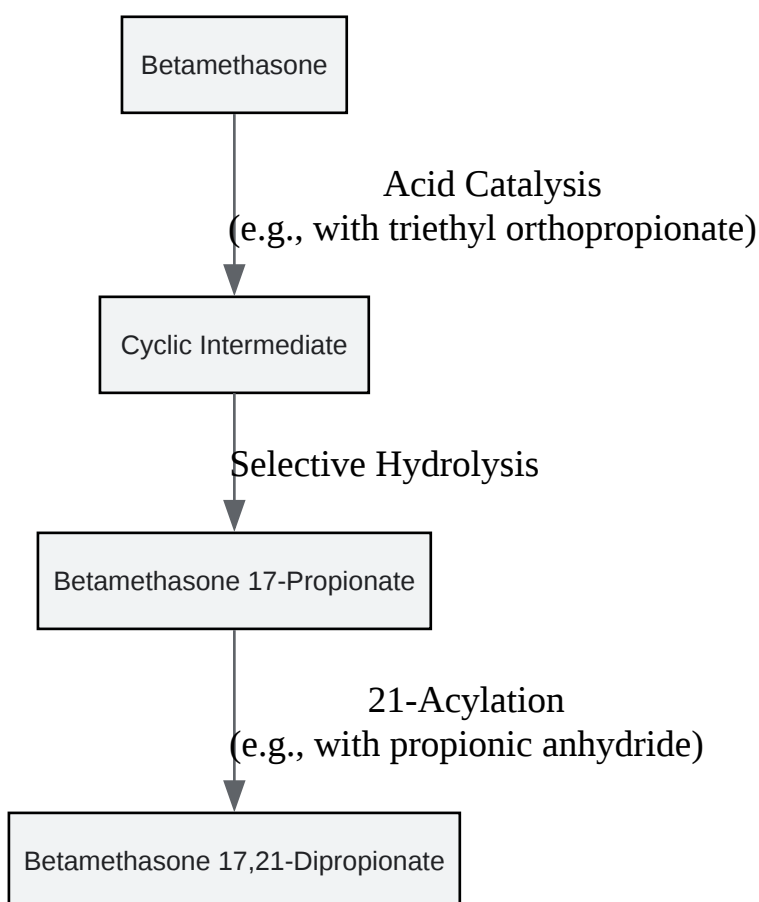 Betamethasone
Acid Catalysis
(e.g., with triethyl orthopropionate)
Cyclic Intermediate
Selective Hydrolysis
Betamethasone 17-Propionate
21-Acylation
(e.g., with propionic anhydride)
Betamethasone 17,21-Dipropionate